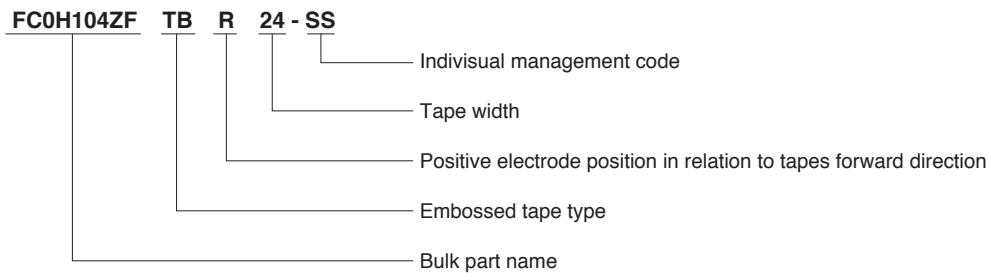 FC0H104ZF TB R 24 - SS
Indivisual management code
Tape width
Positive electrode position in relation to tapes forward direction
Embossed tape type
Bulk part name